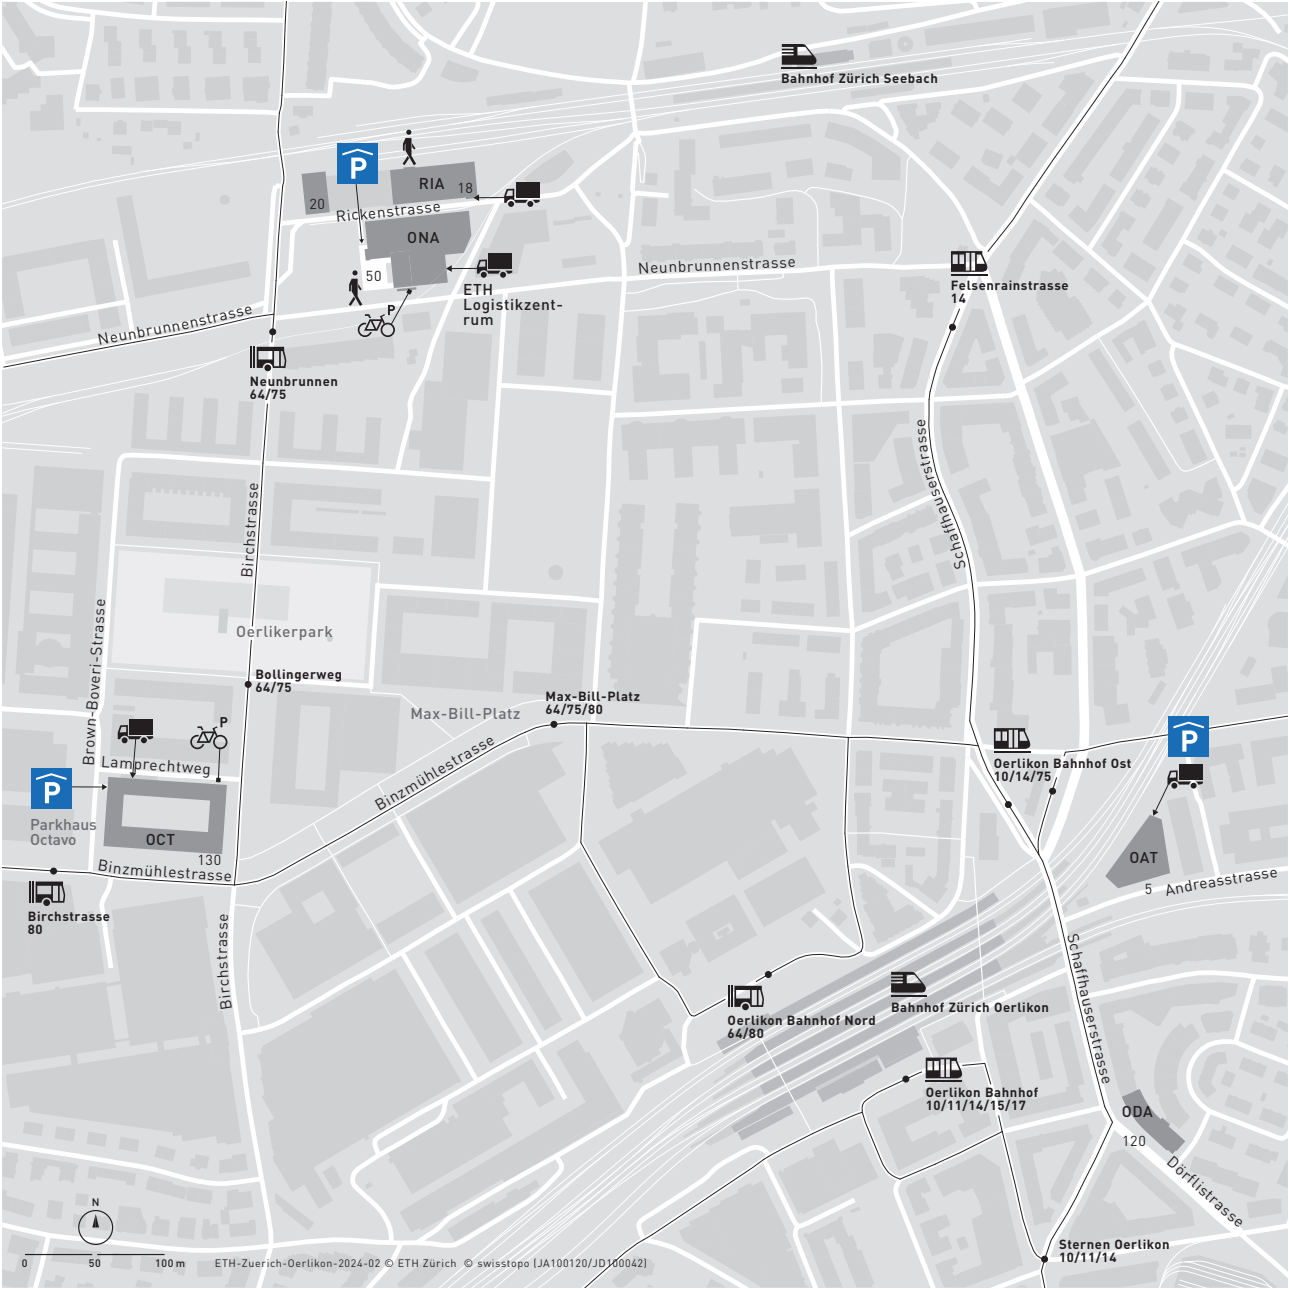 Bahnhof Zürich Seebach
P
RIA
18
20
Rickenstrasse
ONA
50
Neunbrunnenstrasse
Felsenrainstrasse
14
ETH
Logistikzent-
rum
P
Neunbrunnenstrasse
Neunbrunnen
64/75
Schaffhauserstrasse
Birchstrasse
Brown-Boveri-Strasse
Oerlikerpark
Bollingerweg
64/75
Max-Bill-Platz
64/75/80
Max-Bill-Platz
P
Binzmühlestrasse
Lamprechtweg
P
Oerlikon Bahnhof Ost
10/14/75
P
Parkhaus
Octavo
OCT
130
Binzmühlestrasse
OAT
5
Andreasstrasse
Birchstrasse
80
Birchstrasse
Schaffhauserstrasse
Bahnhof Zürich Oerlikon
Oerlikon Bahnhof Nord
64/80
Oerlikon Bahnhof
10/11/14/15/17
ODA
120
Dörflistrasse
N
Sternen Oerlikon
10/11/14
0
50
100 m
ETH-Zuerich-Oerlikon-2024-02 © ETH Zürich © swisstopo (JA100120/JD100042)